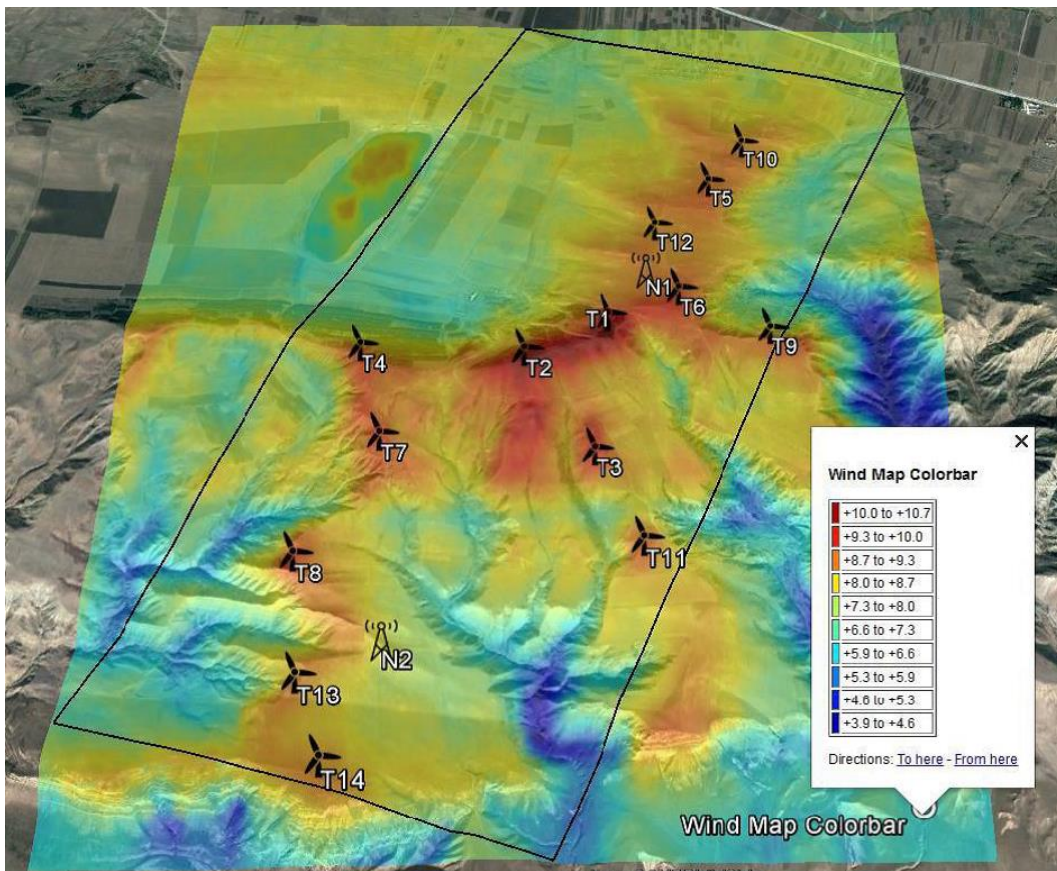 T10
T5
T12
N1
T6
T1
T9
T4
T2
T7
T3
T11
T8
N2
T13
T14
Wind Map Colorbar
+10.0 to +10.7
+9.3 to +10.0
+8.7 to +9.3
+8.0 to +8.7
+7.3 to +8.0
+6.6 to +7.3
+5.9 to +6.6
+5.3 to +5.9
+4.6 to +5.3
+3.9 to +4.6
Directions: To here - From here
Wind Map Colorbar